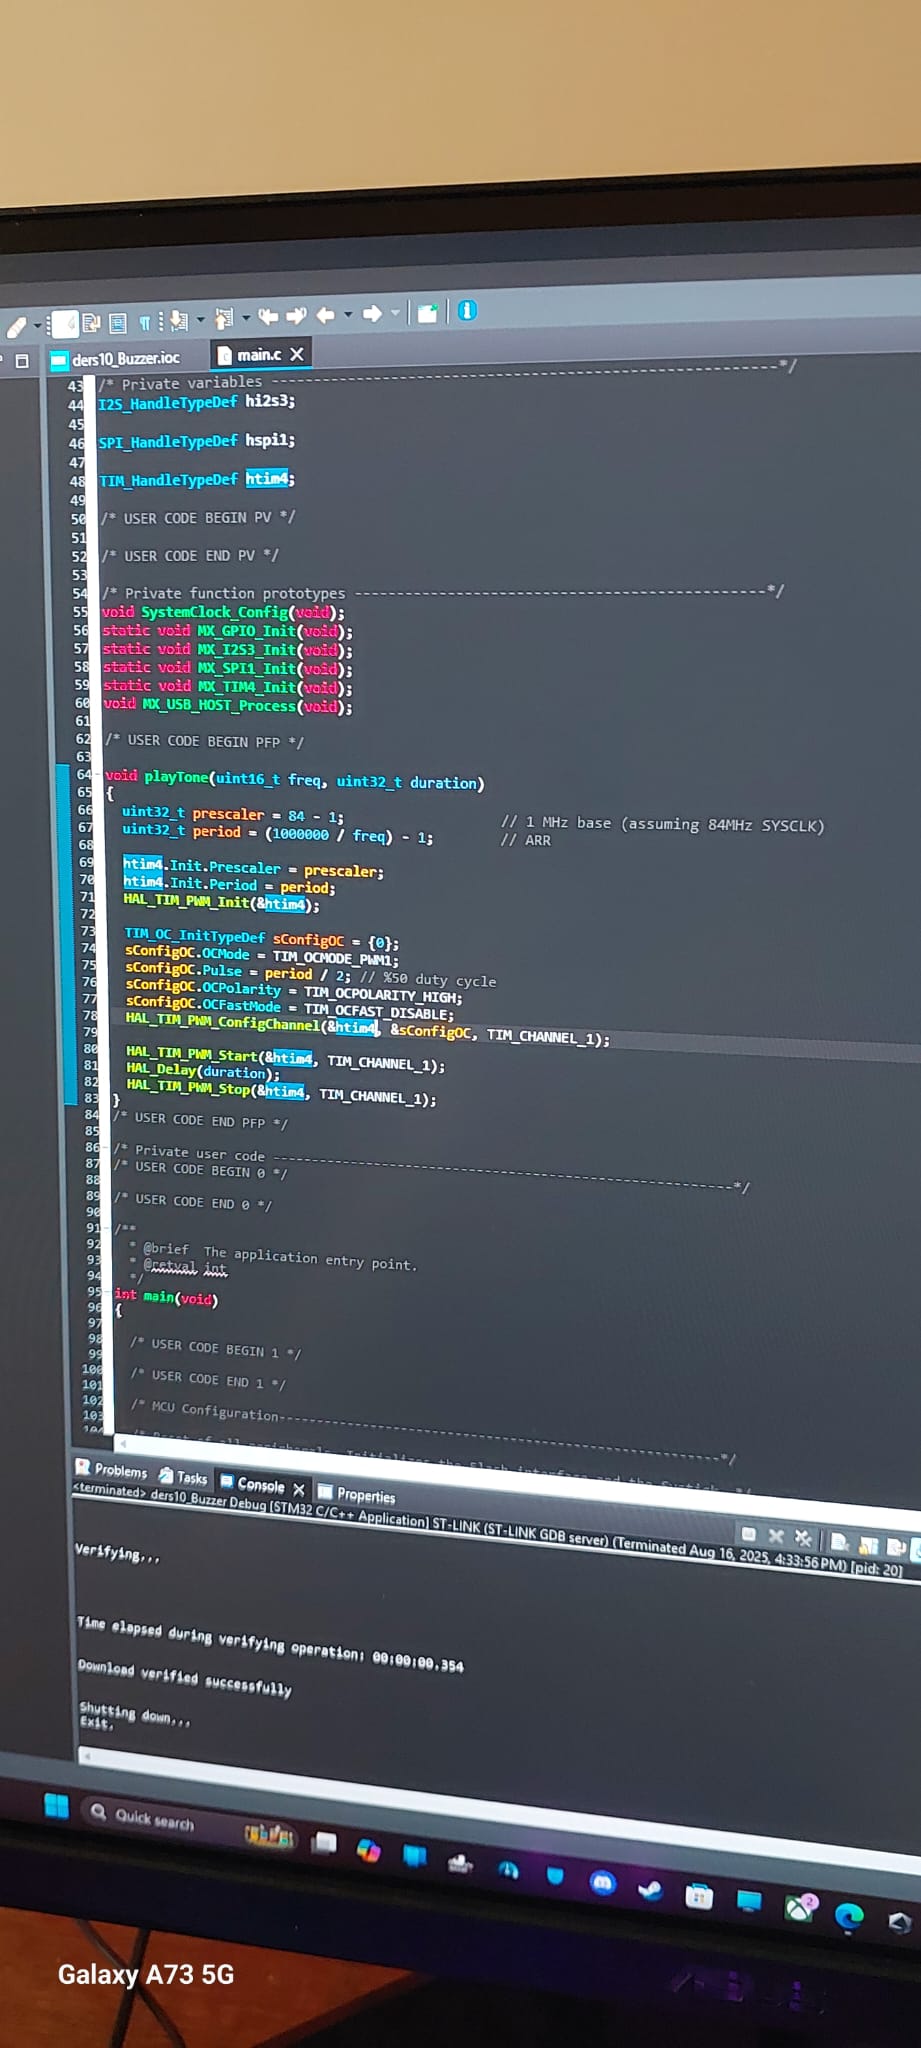 ders10_Buzzer.ioc
main.c
43 /* Private variables ---------------------------------------------------------*/
44 I2S_HandleTypeDef hi2s3;
45
46 SPI_HandleTypeDef hspi1;
47
48 TIM_HandleTypeDef htim4;
49
50 /* USER CODE BEGIN PV */
51
52 /* USER CODE END PV */
53
54 /* Private function prototypes -----------------------------------------------*/
55 void SystemClock_Config(void);
56 static void MX_GPIO_Init(void);
57 static void MX_I2S3_Init(void);
58 static void MX_SPI1_Init(void);
59 static void MX_TIM4_Init(void);
60 void MX_USB_HOST_Process(void);
61
62 /* USER CODE BEGIN PFP */
63
64 void playTone(uint16_t freq, uint32_t duration)
65 {
66 uint32_t prescaler = 84 - 1; // 1 MHz base (assuming 84MHz SYSCLK)
67 uint32_t period = (1000000 / freq) - 1; // ARR
68
69 htim4.Init.Prescaler = prescaler;
70 htim4.Init.Period = period;
71 HAL_TIM_PWM_Init(&htim4);
72
73 TIM_OC_InitTypeDef sConfigOC = {0};
74 sConfigOC.OCMode = TIM_OCMODE_PWM1;
75 sConfigOC.Pulse = period / 2; // %50 duty cycle
76 sConfigOC.OCPolarity = TIM_OCPOLARITY_HIGH;
77 sConfigOC.OCFastMode = TIM_OCFAST_DISABLE;
78 HAL_TIM_PWM_ConfigChannel(&htim4, &sConfigOC, TIM_CHANNEL_1);
79
80 HAL_TIM_PWM_Start(&htim4, TIM_CHANNEL_1);
81 HAL_Delay(duration);
82 HAL_TIM_PWM_Stop(&htim4, TIM_CHANNEL_1);
83 }
84 /* USER CODE END PFP */
85
86 /* Private user code ---------------------------------------------------------*/
87 /* USER CODE BEGIN 0 */
88
89 /* USER CODE END 0 */
90
91 /**
92 * @brief The application entry point.
93 * @retval int
94 */
95 int main(void)
96 {
97
98 /* USER CODE BEGIN 1 */
99
100 /* USER CODE END 1 */
101
102 /* MCU Configuration--------------------------------------------------------*/
103
Problems Tasks Console Properties
<terminated> ders10_Buzzer Debug [STM32 C/C++ Application] ST-LINK (ST-LINK GDB server) (Terminated Aug 16, 2025, 4:33:56 PM) [pid: 20]
Verifying...
Time elapsed during verifying operation: 00:00:00.354
Download verified successfully
Shutting down...
Exit.
Quick search
2
Galaxy A73 5G